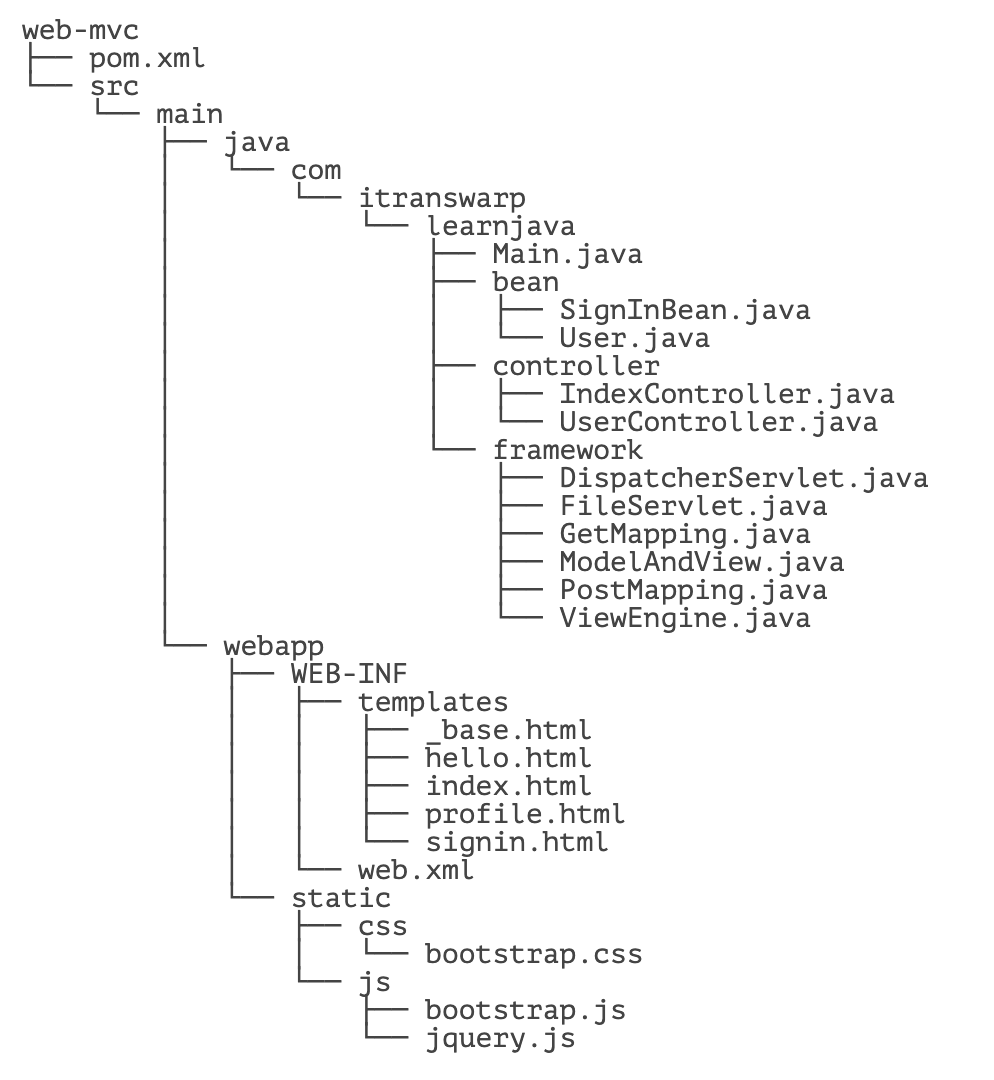 web-mvc
├── pom.xml
└── src
    └── main
        ├── java
        │   └── com
        │       └── itranswarp
        │           └── learnjava
        │               ├── Main.java
        │               ├── bean
        │               │   ├── SignInBean.java
        │               │   └── User.java
        │               ├── controller
        │               │   ├── IndexController.java
        │               │   └── UserController.java
        │               └── framework
        │                   ├── DispatcherServlet.java
        │                   ├── FileServlet.java
        │                   ├── GetMapping.java
        │                   ├── ModelAndView.java
        │                   ├── PostMapping.java
        │                   └── ViewEngine.java
        └── webapp
            ├── WEB-INF
            │   ├── templates
            │   │   ├── _base.html
            │   │   ├── hello.html
            │   │   ├── index.html
            │   │   ├── profile.html
            │   │   └── signin.html
            │   └── web.xml
            └── static
                ├── css
                │   └── bootstrap.css
                └── js
                    ├── bootstrap.js
                    └── jquery.js